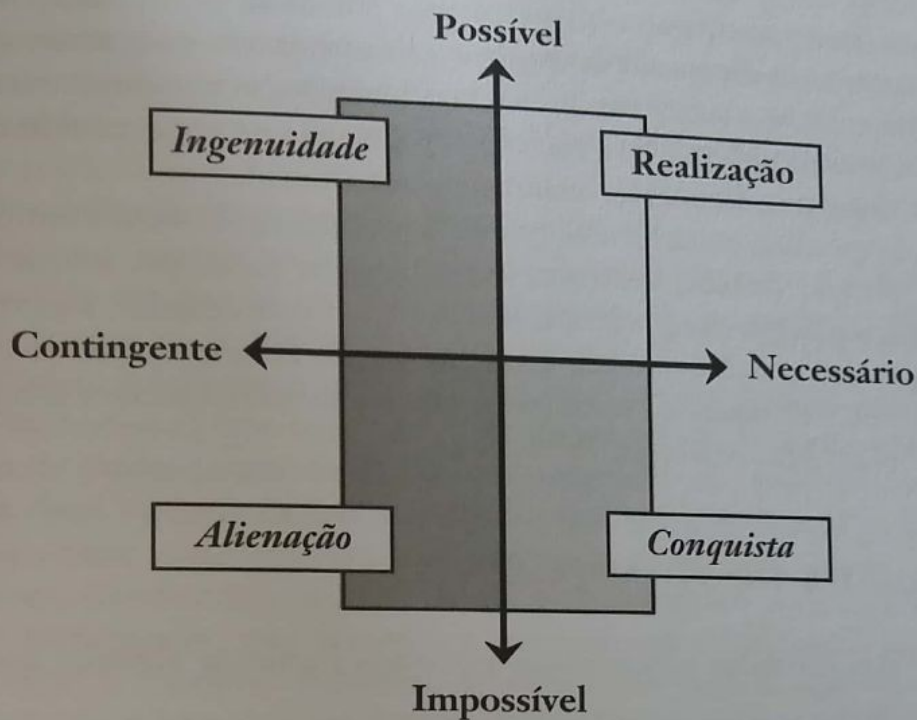 Possível
Ingenuidade
Realização
Contingente
Necessário
Alienação
Conquista
Impossível